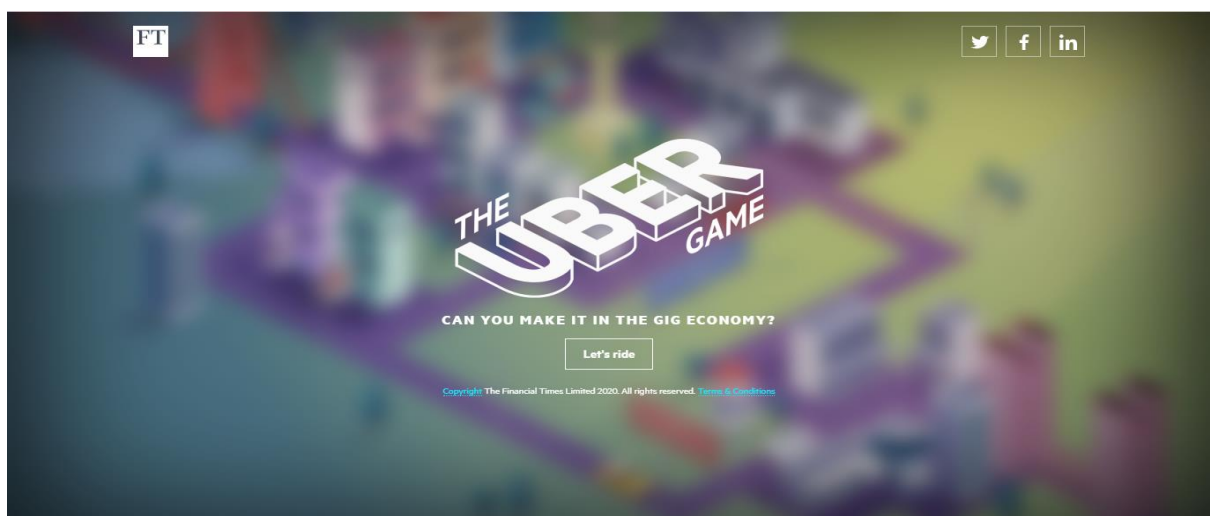 FT
THE
UBER
GAME
CAN YOU MAKE IT IN THE GIG ECONOMY?
Let's ride
Copyright The Financial Times Limited 2020. All rights reserved. Terms & Conditions